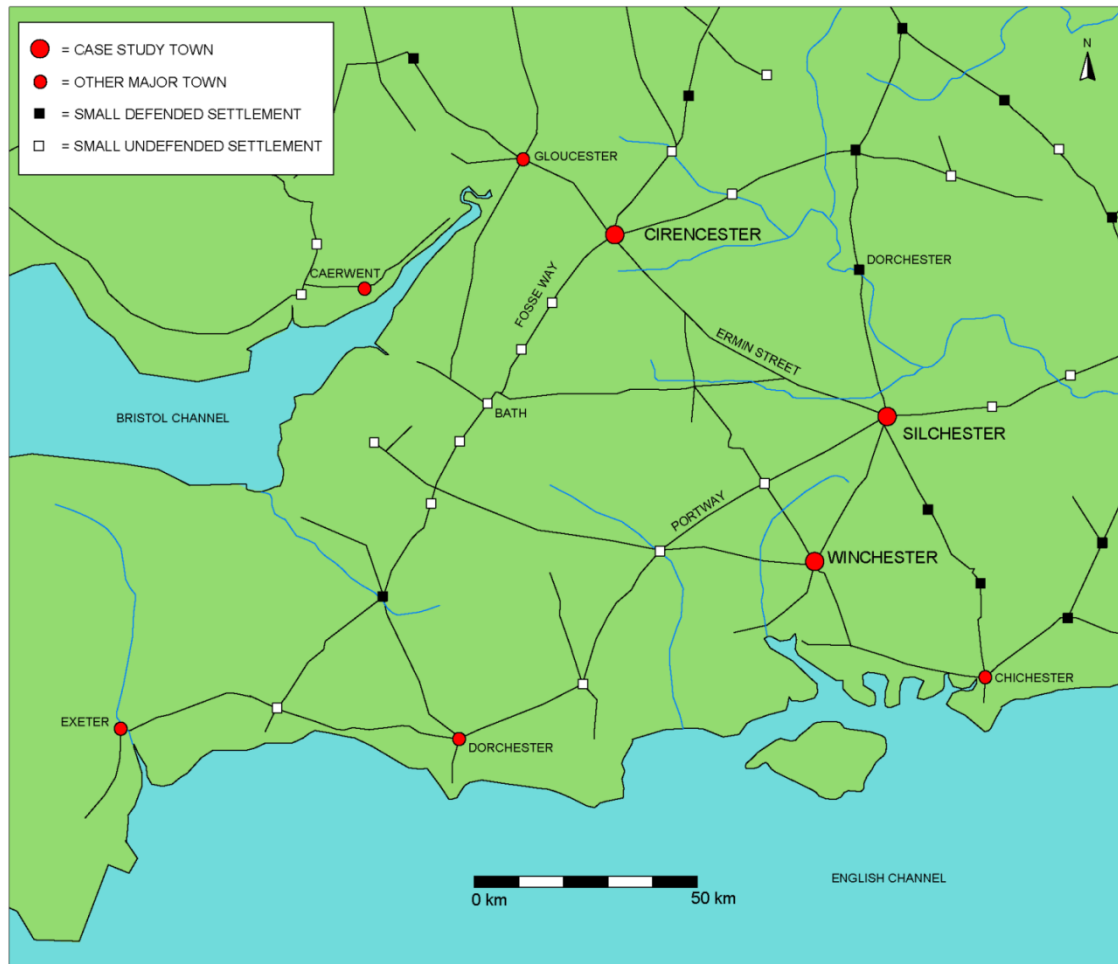 = CASE STUDY TOWN
= OTHER MAJOR TOWN
= SMALL DEFENDED SETTLEMENT
= SMALL UNDEFENDED SETTLEMENT
N
GLOUCESTER
CIRENCESTER
CAERWENT
DORCHESTER
FOSSE WAY
ERMIN STREET
BATH
BRISTOL CHANNEL
SILCHESTER
PORTWAY
WINCHESTER
CHICHESTER
EXETER
DORCHESTER
ENGLISH CHANNEL
0 km 50 km